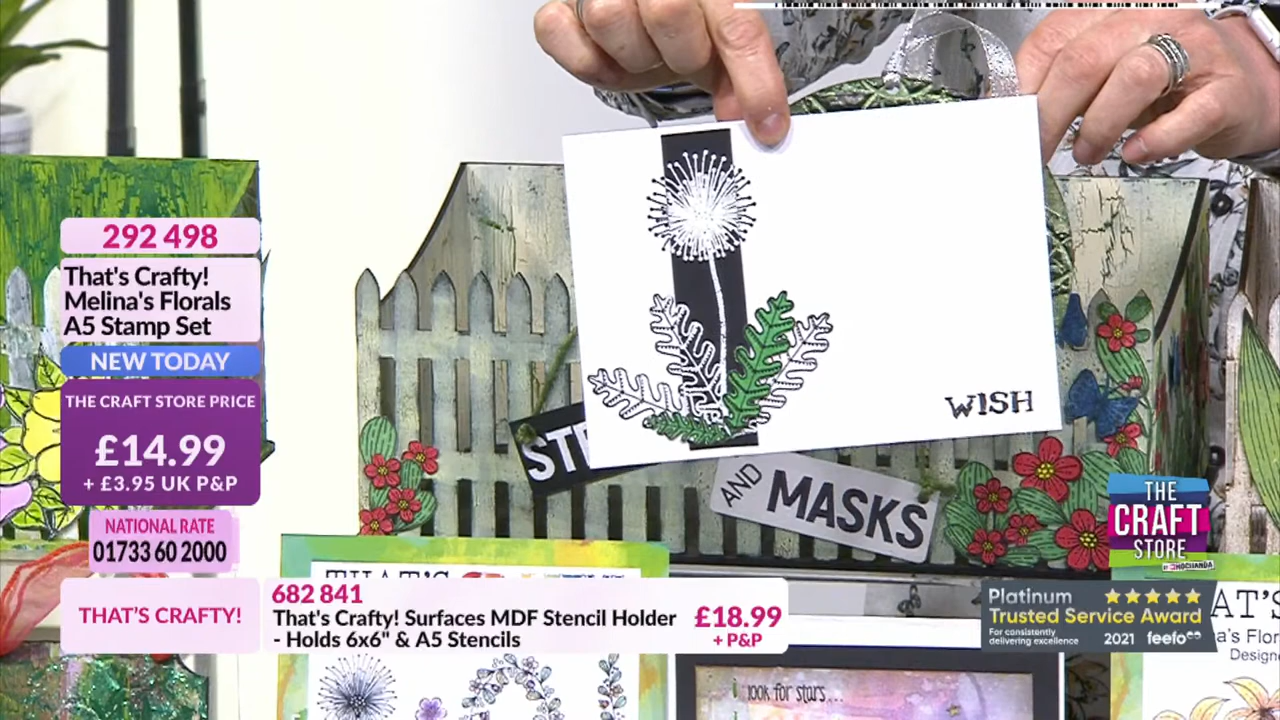 292 498
That's Crafty!
Melina's Florals
A5 Stamp Set
NEW TODAY
THE CRAFT STORE PRICE
£14.99
+ £3.95 UK P&P
NATIONAL RATE
01733 60 2000
WISH
AND MASKS
THE
CRAFT
STORE
BY HOCHANDA
THAT'S CRAFTY!
682 841
That's Crafty! Surfaces MDF Stencil Holder
- Holds 6x6" & A5 Stencils
£18.99
+ P&P
Platinum
Trusted Service Award
For consistently
delivering excellence
2021 feefo
THAT'S
i look for stars...